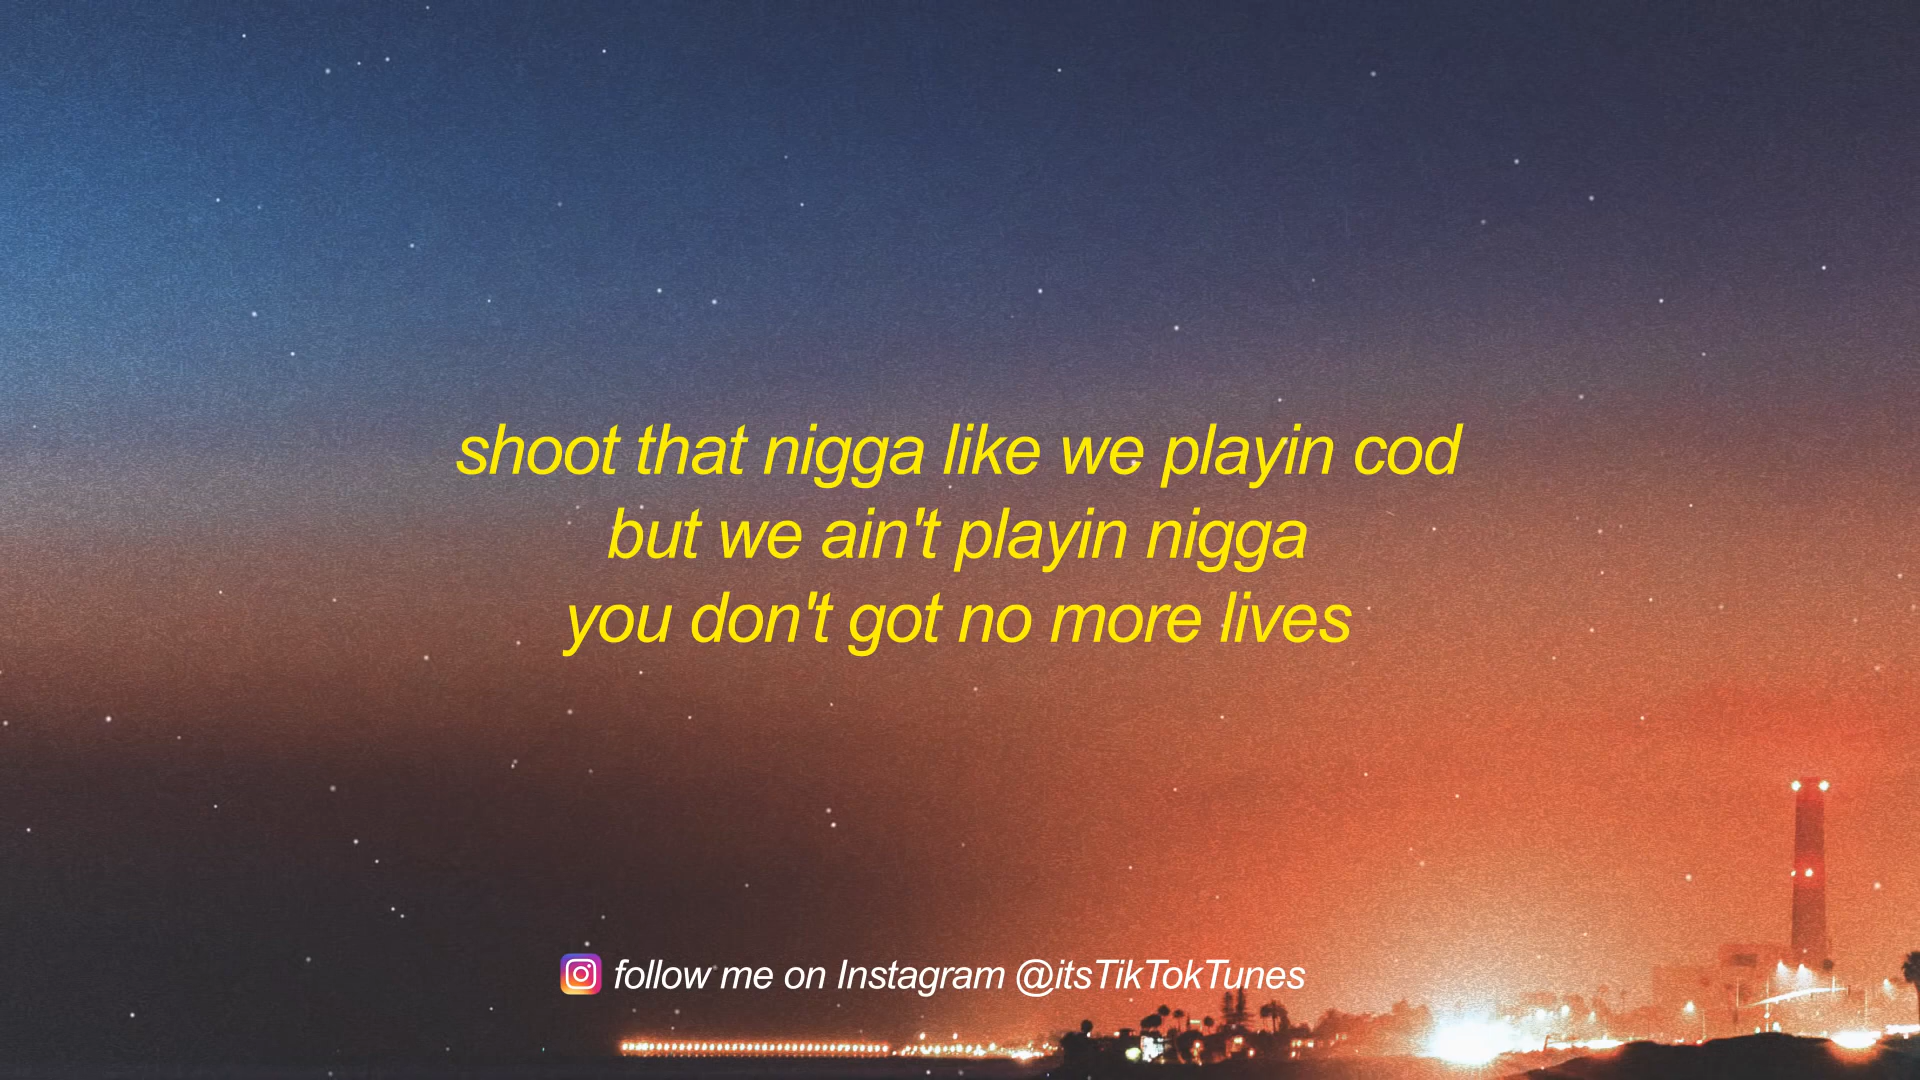 shoot that nigga like we playin cod
but we ain't playin nigga
you don't got no more lives
follow me on Instagram @itsTikTokTunes